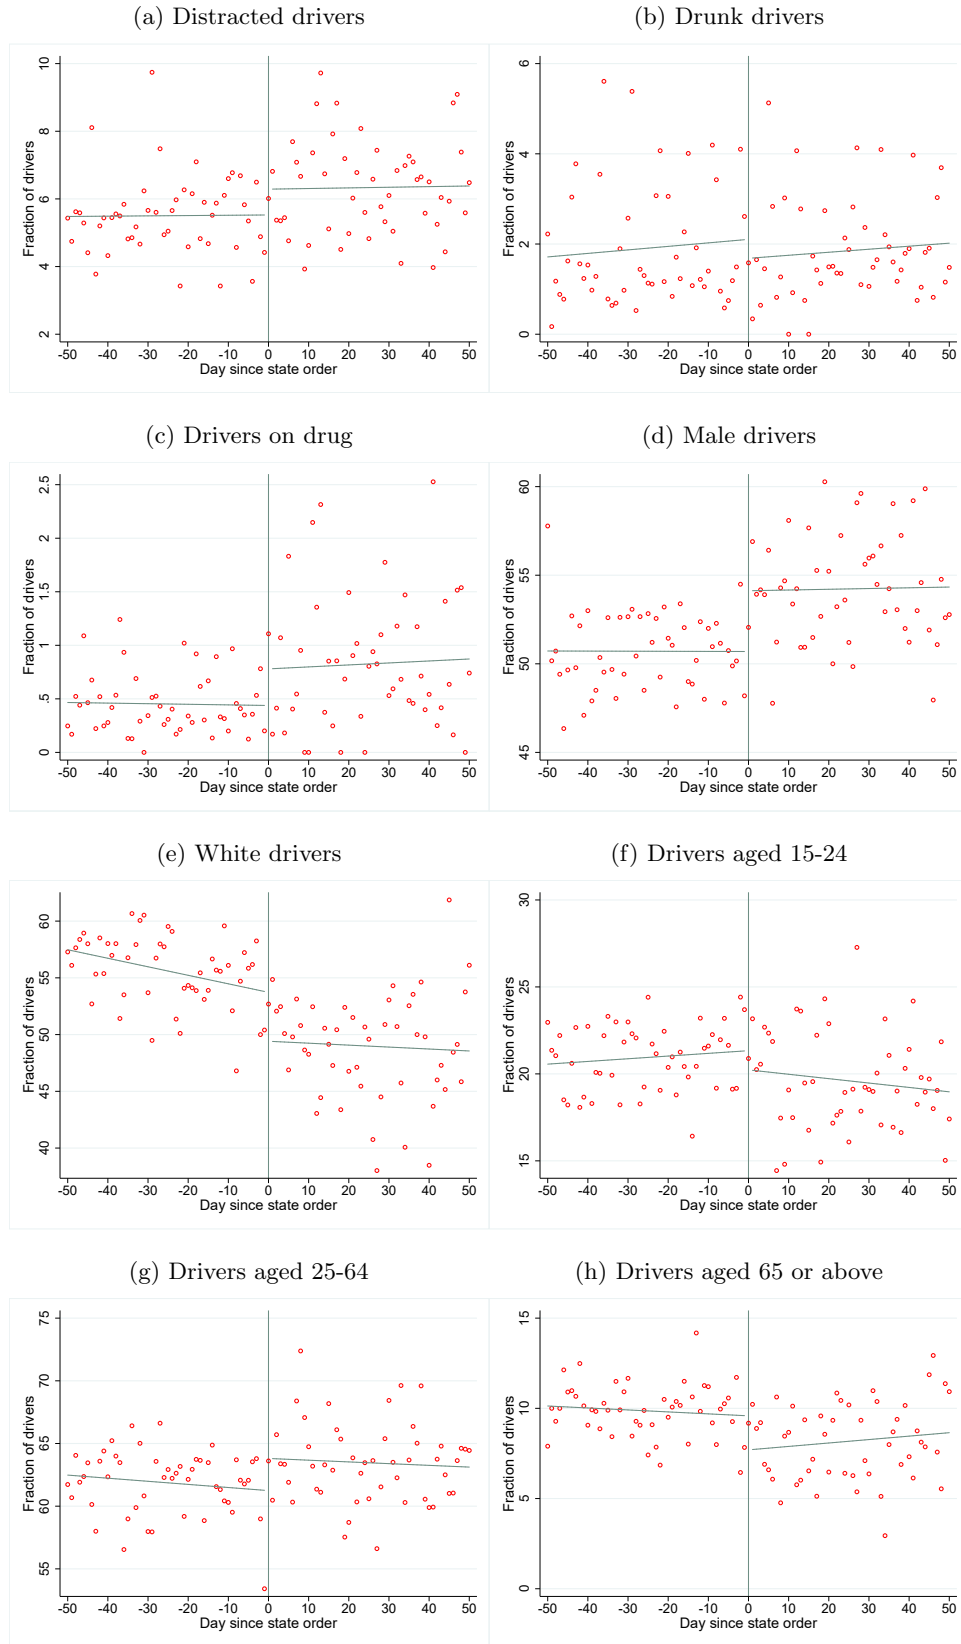 (a) Distracted drivers
Fraction of drivers
10
8
6
4
2
-50 -40 -30 -20 -10 0 10 20 30 40 50
Day since state order
(b) Drunk drivers
Fraction of drivers
6
4
2
0
-50 -40 -30 -20 -10 0 10 20 30 40 50
Day since state order
(c) Drivers on drug
Fraction of drivers
2.5
2
1.5
1
.5
0
-50 -40 -30 -20 -10 0 10 20 30 40 50
Day since state order
(d) Male drivers
Fraction of drivers
60
55
50
45
-50 -40 -30 -20 -10 0 10 20 30 40 50
Day since state order
(e) White drivers
Fraction of drivers
60
55
50
45
40
-50 -40 -30 -20 -10 0 10 20 30 40 50
Day since state order
(f) Drivers aged 15-24
Fraction of drivers
30
25
20
15
-50 -40 -30 -20 -10 0 10 20 30 40 50
Day since state order
(g) Drivers aged 25-64
Fraction of drivers
75
70
65
60
55
-50 -40 -30 -20 -10 0 10 20 30 40 50
Day since state order
(h) Drivers aged 65 or above
Fraction of drivers
15
10
5
0
-50 -40 -30 -20 -10 0 10 20 30 40 50
Day since state order